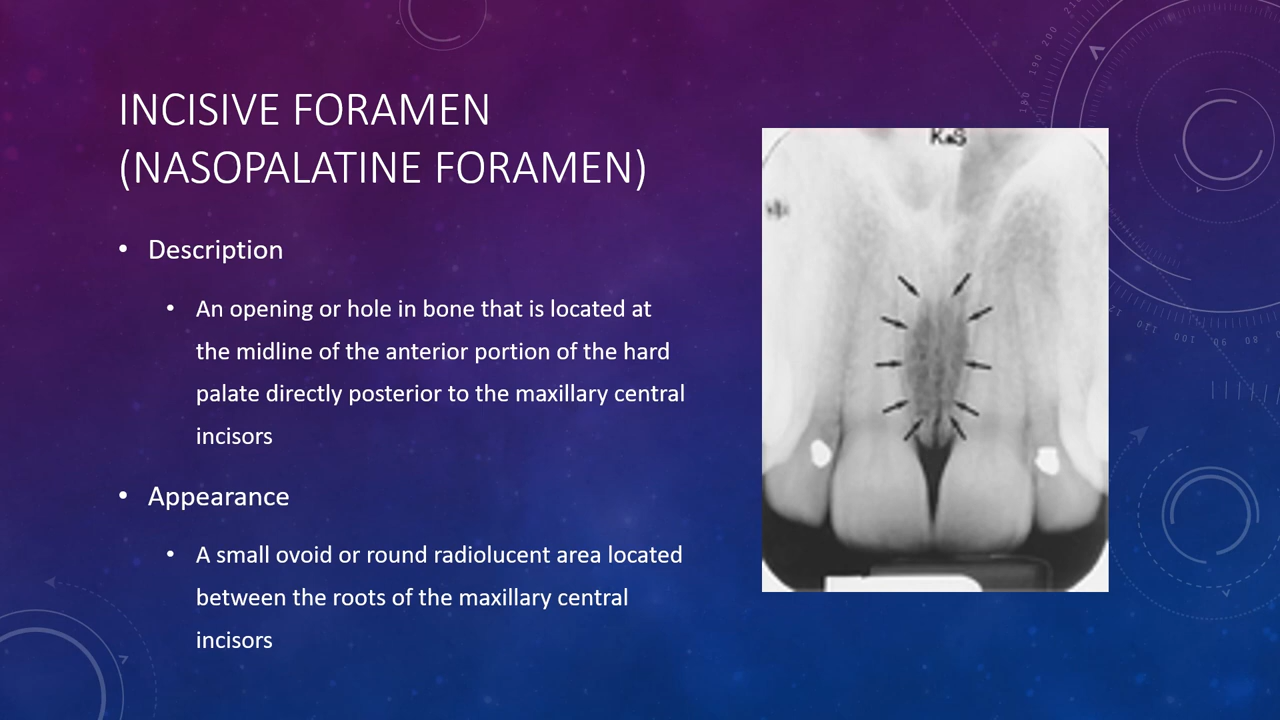 INCISIVE FORAMEN
(NASOPALATINE FORAMEN)
• Description
• An opening or hole in bone that is located at
the midline of the anterior portion of the hard
palate directly posterior to the maxillary central
incisors
• Appearance
• A small ovoid or round radiolucent area located
between the roots of the maxillary central
incisors